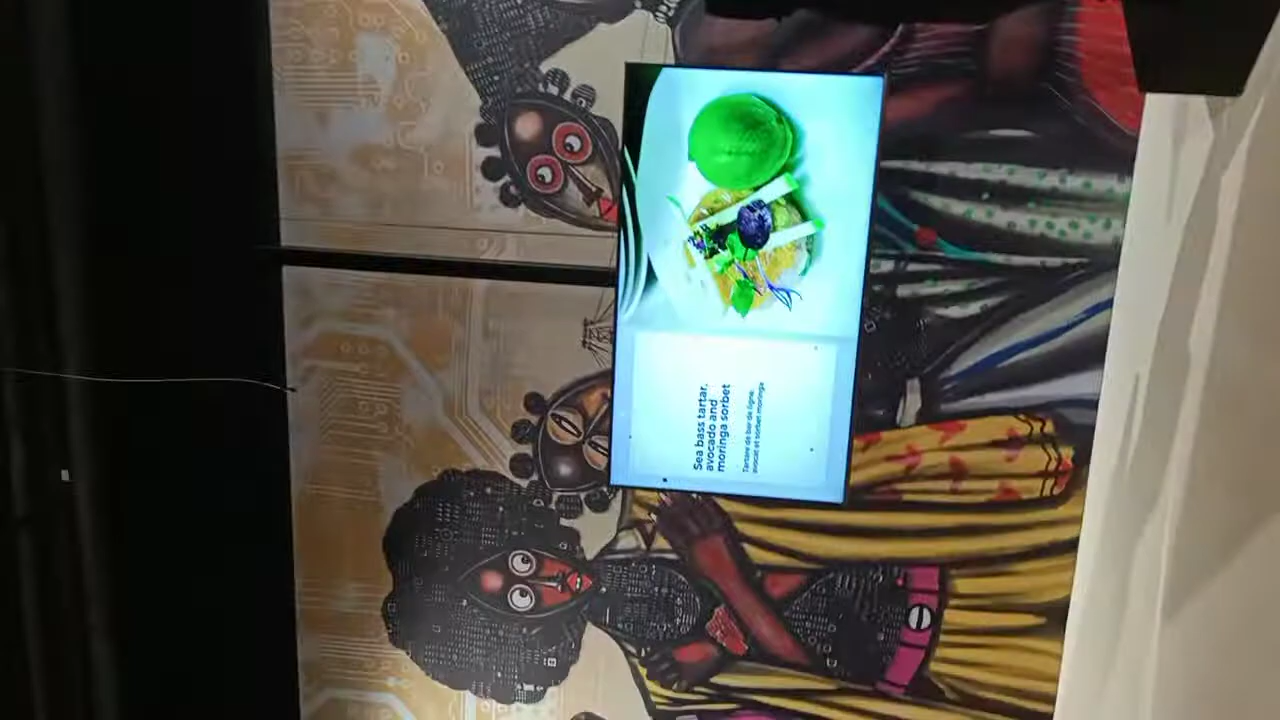 Sea bass tartar,
avocado and
moringa sorbet
Tartare de bar de ligne,
avocat et sorbet moringa